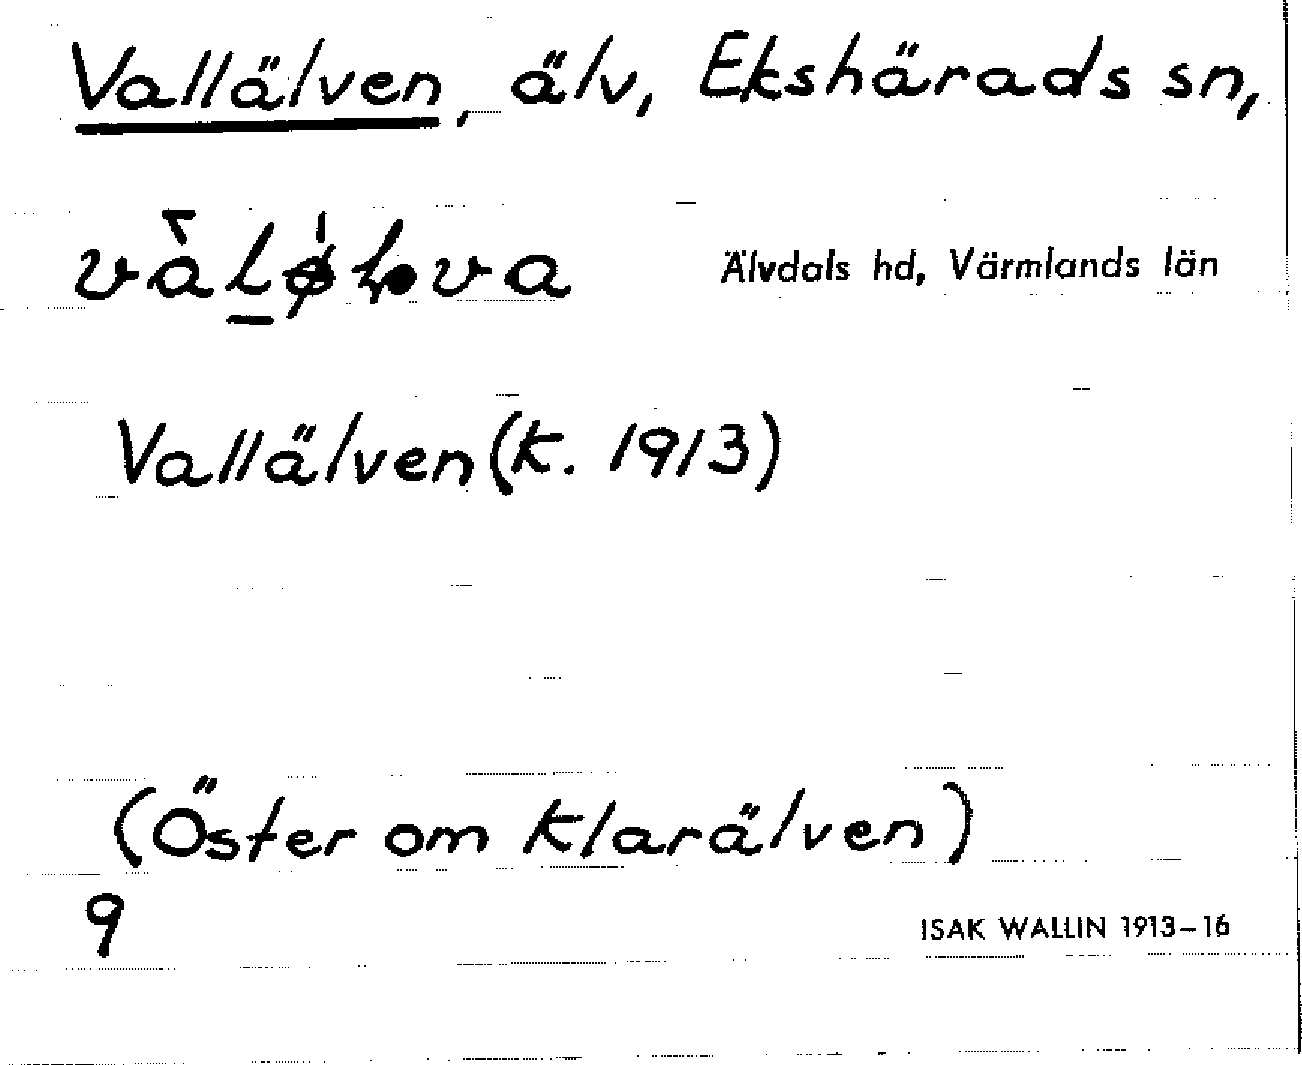 Vallälven, älv, Ekshärads sn,
Älvdals hd, Värmlands län
Vallälven (k. 1913)
(Öster om Klarälven)
9
ISAK WALLIN 1913–16